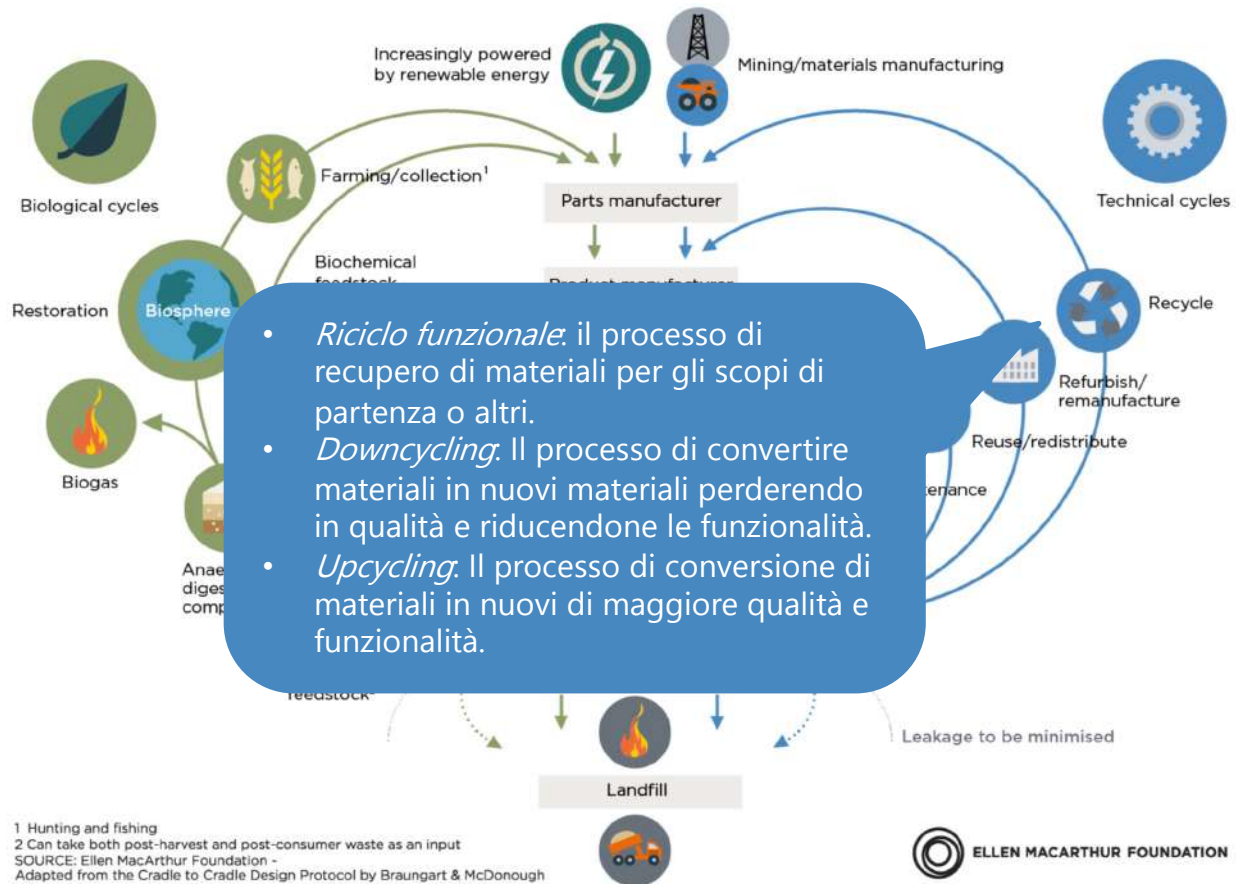 Increasingly powered
by renewable energy
Mining/materials manufacturing
Biological cycles
Farming/collection¹
Parts manufacturer
Technical cycles
Biochemical
feedstock
Product manufacturer
Restoration
Biosphere
Recycle
Refurbish/
remanufacture
Reuse/redistribute
Biogas
• Riciclo funzionale: il processo di
recupero di materiali per gli scopi di
partenza o altri.
• Downcycling: Il processo di convertire
materiali in nuovi materiali perderendo
in qualità e riducendone le funzionalità.
• Upcycling: Il processo di conversione di
materiali in nuovi di maggiore qualità e
funzionalità.
feedstock²
Leakage to be minimised
Landfill
1 Hunting and fishing
2 Can take both post-harvest and post-consumer waste as an input
SOURCE: Ellen MacArthur Foundation -
Adapted from the Cradle to Cradle Design Protocol by Braungart & McDonough
ELLEN MACARTHUR FOUNDATION